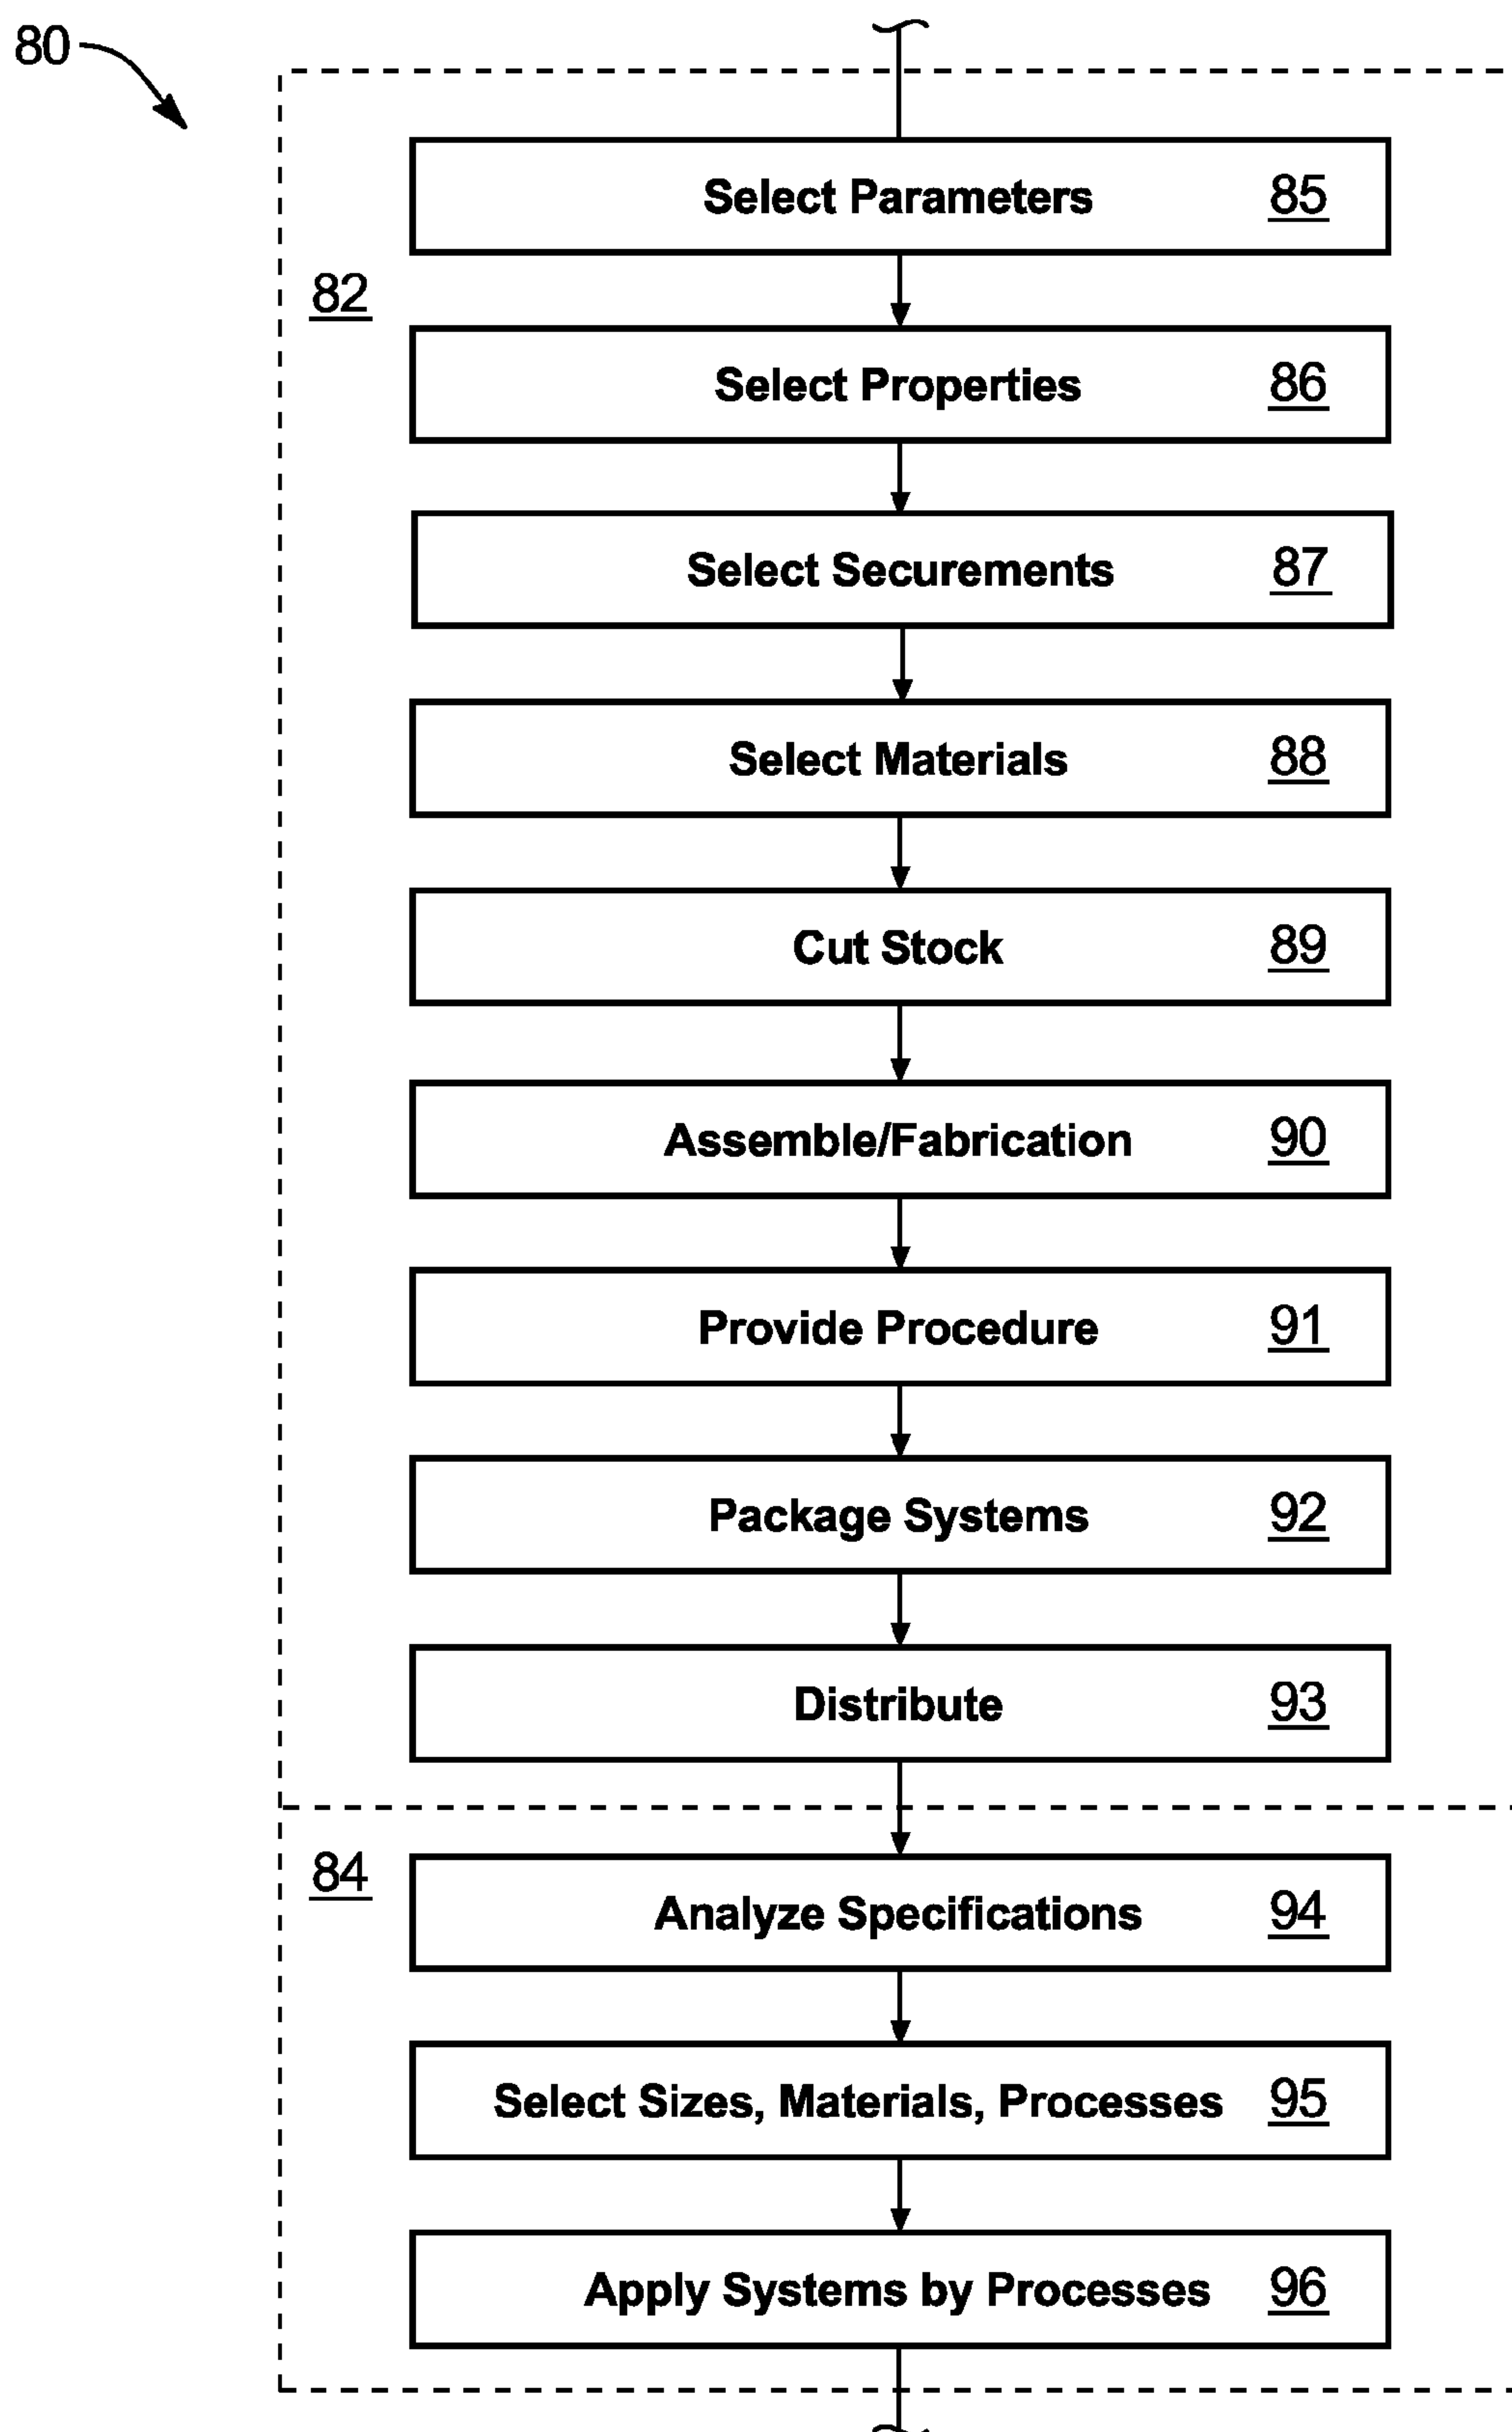 80
Select Parameters 85
82
Select Properties 86
Select Securements 87
Select Materials 88
Cut Stock 89
Assemble/Fabrication 90
Provide Procedure 91
Package Systems 92
Distribute 93
84
Analyze Specifications 94
Select Sizes, Materials, Processes 95
Apply Systems by Processes 96